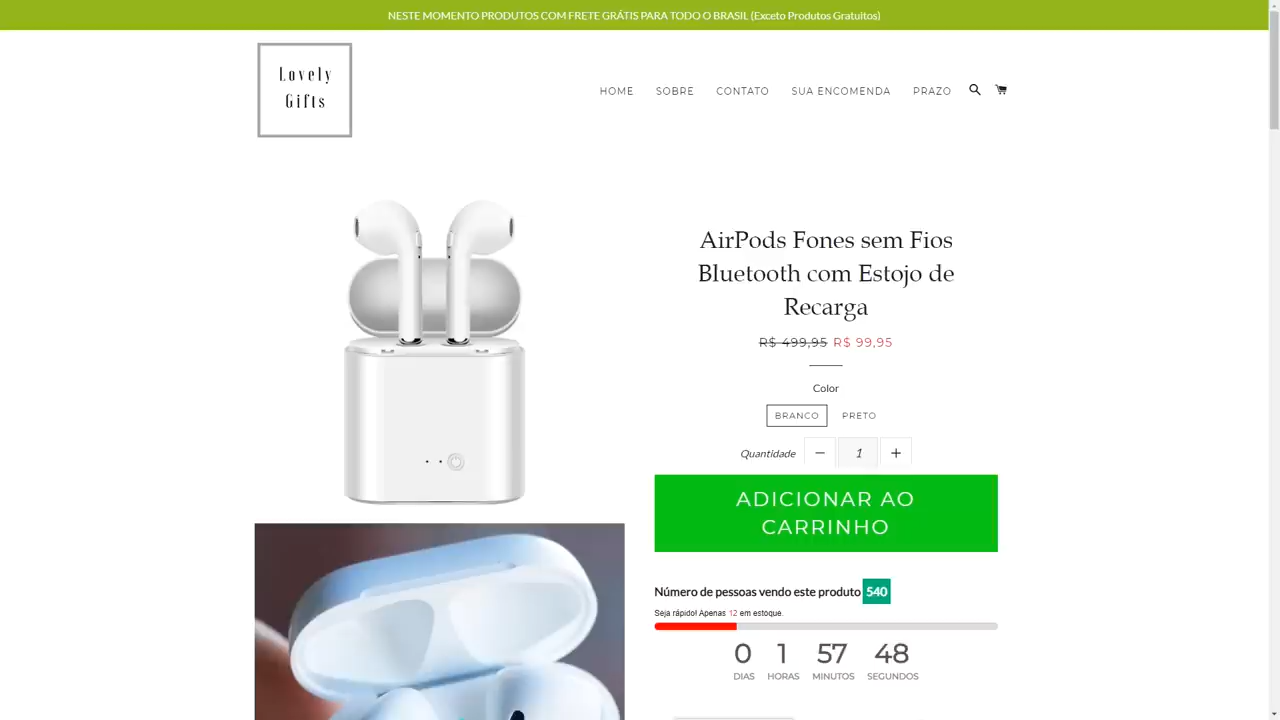 NESTE MOMENTO PRODUTOS COM FRETE GRÁTIS PARA TODO O BRASIL (Exceto Produtos Gratuitos)
Lovely
Gifts
HOME SOBRE CONTATO SUA ENCOMENDA PRAZO
AirPods Fones sem Fios
Bluetooth com Estojo de
Recarga
R$ 499,95 R$ 99,95
Color
BRANCO PRETO
Quantidade − 1 +
ADICIONAR AO
CARRINHO
Número de pessoas vendo este produto 540
Seja rápido! Apenas 12 em estoque.
0 1 57 48
DIAS HORAS MINUTOS SEGUNDOS